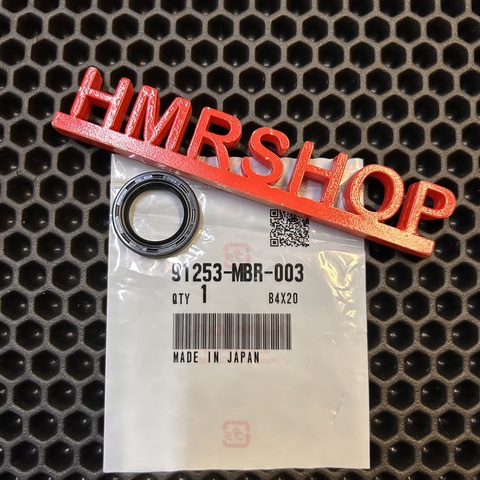 HMRSHOP
91253-MBR-003
QTY 1 B4X20
MADE IN JAPAN